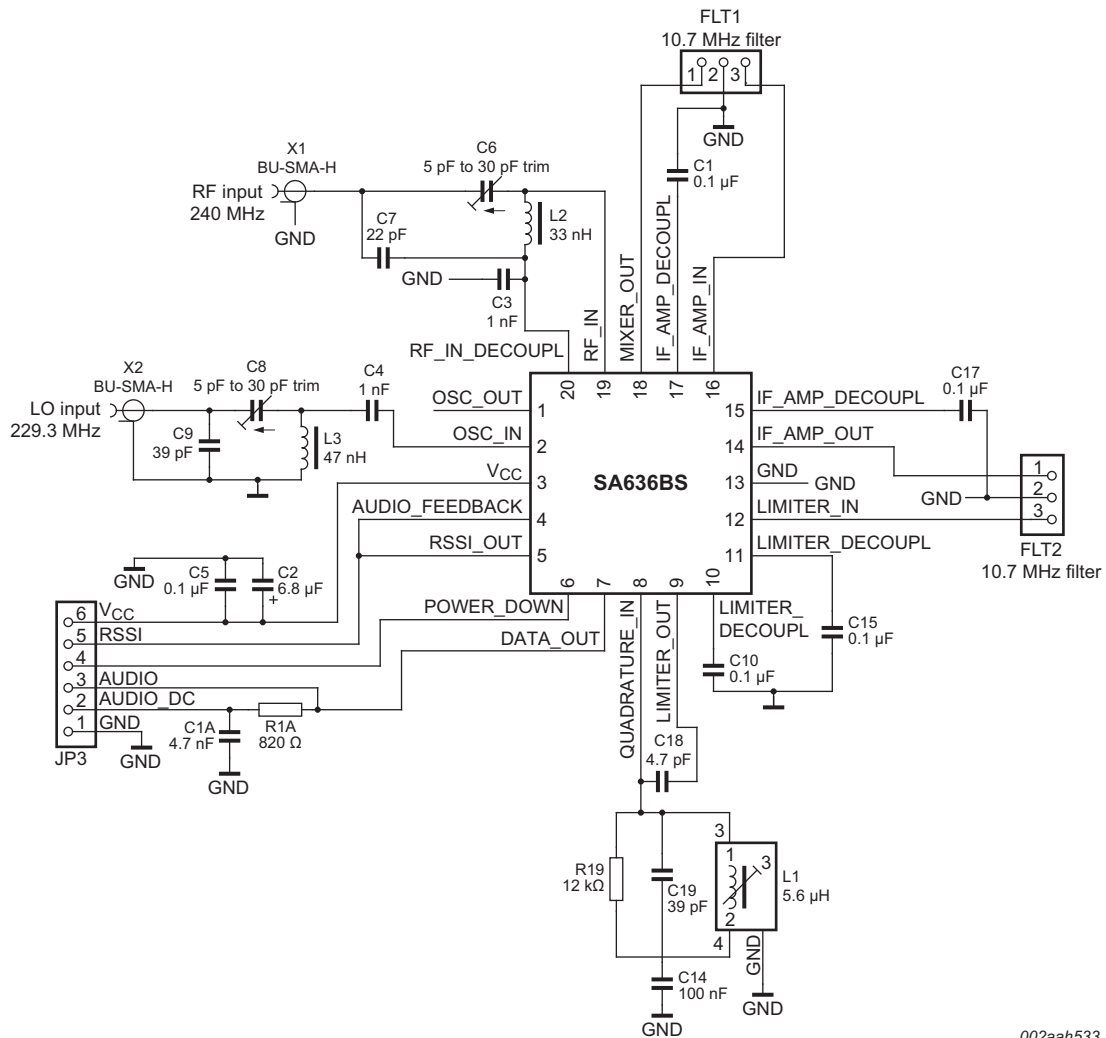 FLT1
10.7 MHz filter
1 2 3
GND
C1
0.1 µF
X1
BU-SMA-H
RF input
240 MHz
GND
C6
5 pF to 30 pF trim
C7
22 pF
L2
33 nH
GND
C3
1 nF
RF_IN_DECOUPL
RF_IN
MIXER_OUT
IF_AMP_DECOUPL
IF_AMP_IN
X2
BU-SMA-H
LO input
229.3 MHz
C8
5 pF to 30 pF trim
C4
1 nF
C9
39 pF
L3
47 nH
20 19 18 17 16
OSC_OUT
1
OSC_IN
2
VCC
3
AUDIO_FEEDBACK
4
RSSI_OUT
5
SA636BS
15
IF_AMP_DECOUPL
C17
0.1 µF
14
IF_AMP_OUT
13
GND
GND
12
LIMITER_IN
11
LIMITER_DECOUPL
GND
1
2
3
FLT2
10.7 MHz filter
6 7 8 9 10
POWER_DOWN
DATA_OUT
QUADRATURE_IN
LIMITER_OUT
LIMITER_
DECOUPL
C15
0.1 µF
C10
0.1 µF
GND
C5
0.1 µF
C2
6.8 µF
+
6 VCC
5 RSSI
4
3 AUDIO
2 AUDIO_DC
1 GND
JP3
GND
C1A
4.7 nF
R1A
820 Ω
GND
C18
4.7 pF
R19
12 kΩ
C19
39 pF
3
1
3
2
4
L1
5.6 µH
GND
GND
C14
100 nF
GND
002aah533